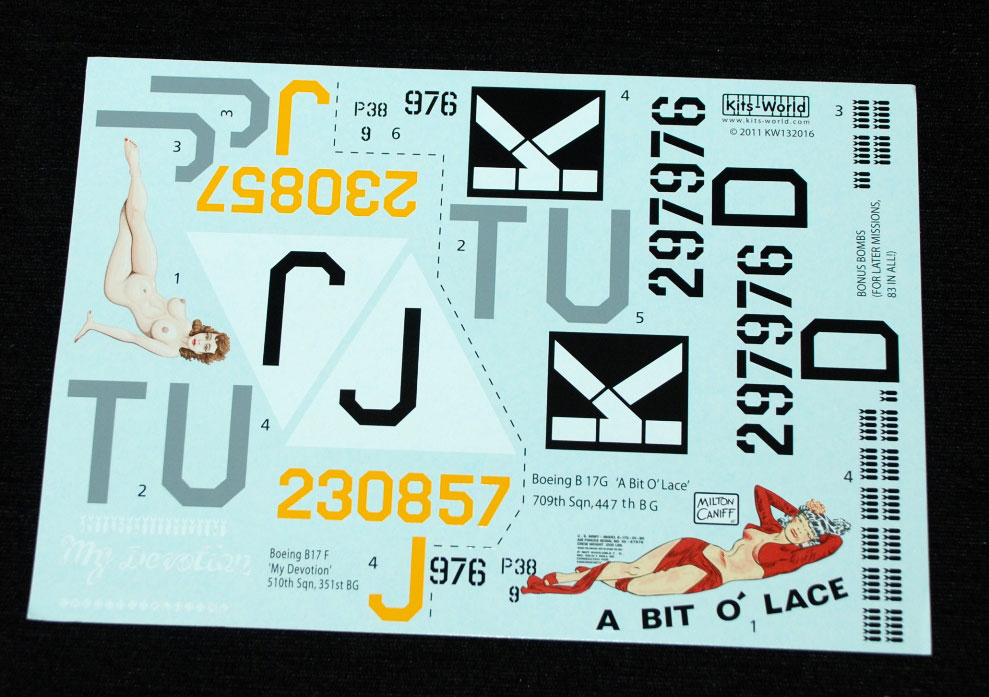 J
J
J
3
3
P38
976
9 6
K
4
297976
Kits-World
www.kits-world.com
© 2011 KW132016
3
D
230857
2
TU
1
J
J
BONUS BOMBS
(FOR LATER MISSIONS,
83 IN ALL!)
297976
5
K
D
TU
4
2
230857
Boeing B 17G 'A Bit O' Lace'
709th Sqn,447 th B G
MILTON
CANIFF
4
My Devotion
Boeing B17 F
'My Devotion'
510th Sqn, 351st BG
4
J
976
P38
9
A BIT O' LACE
1